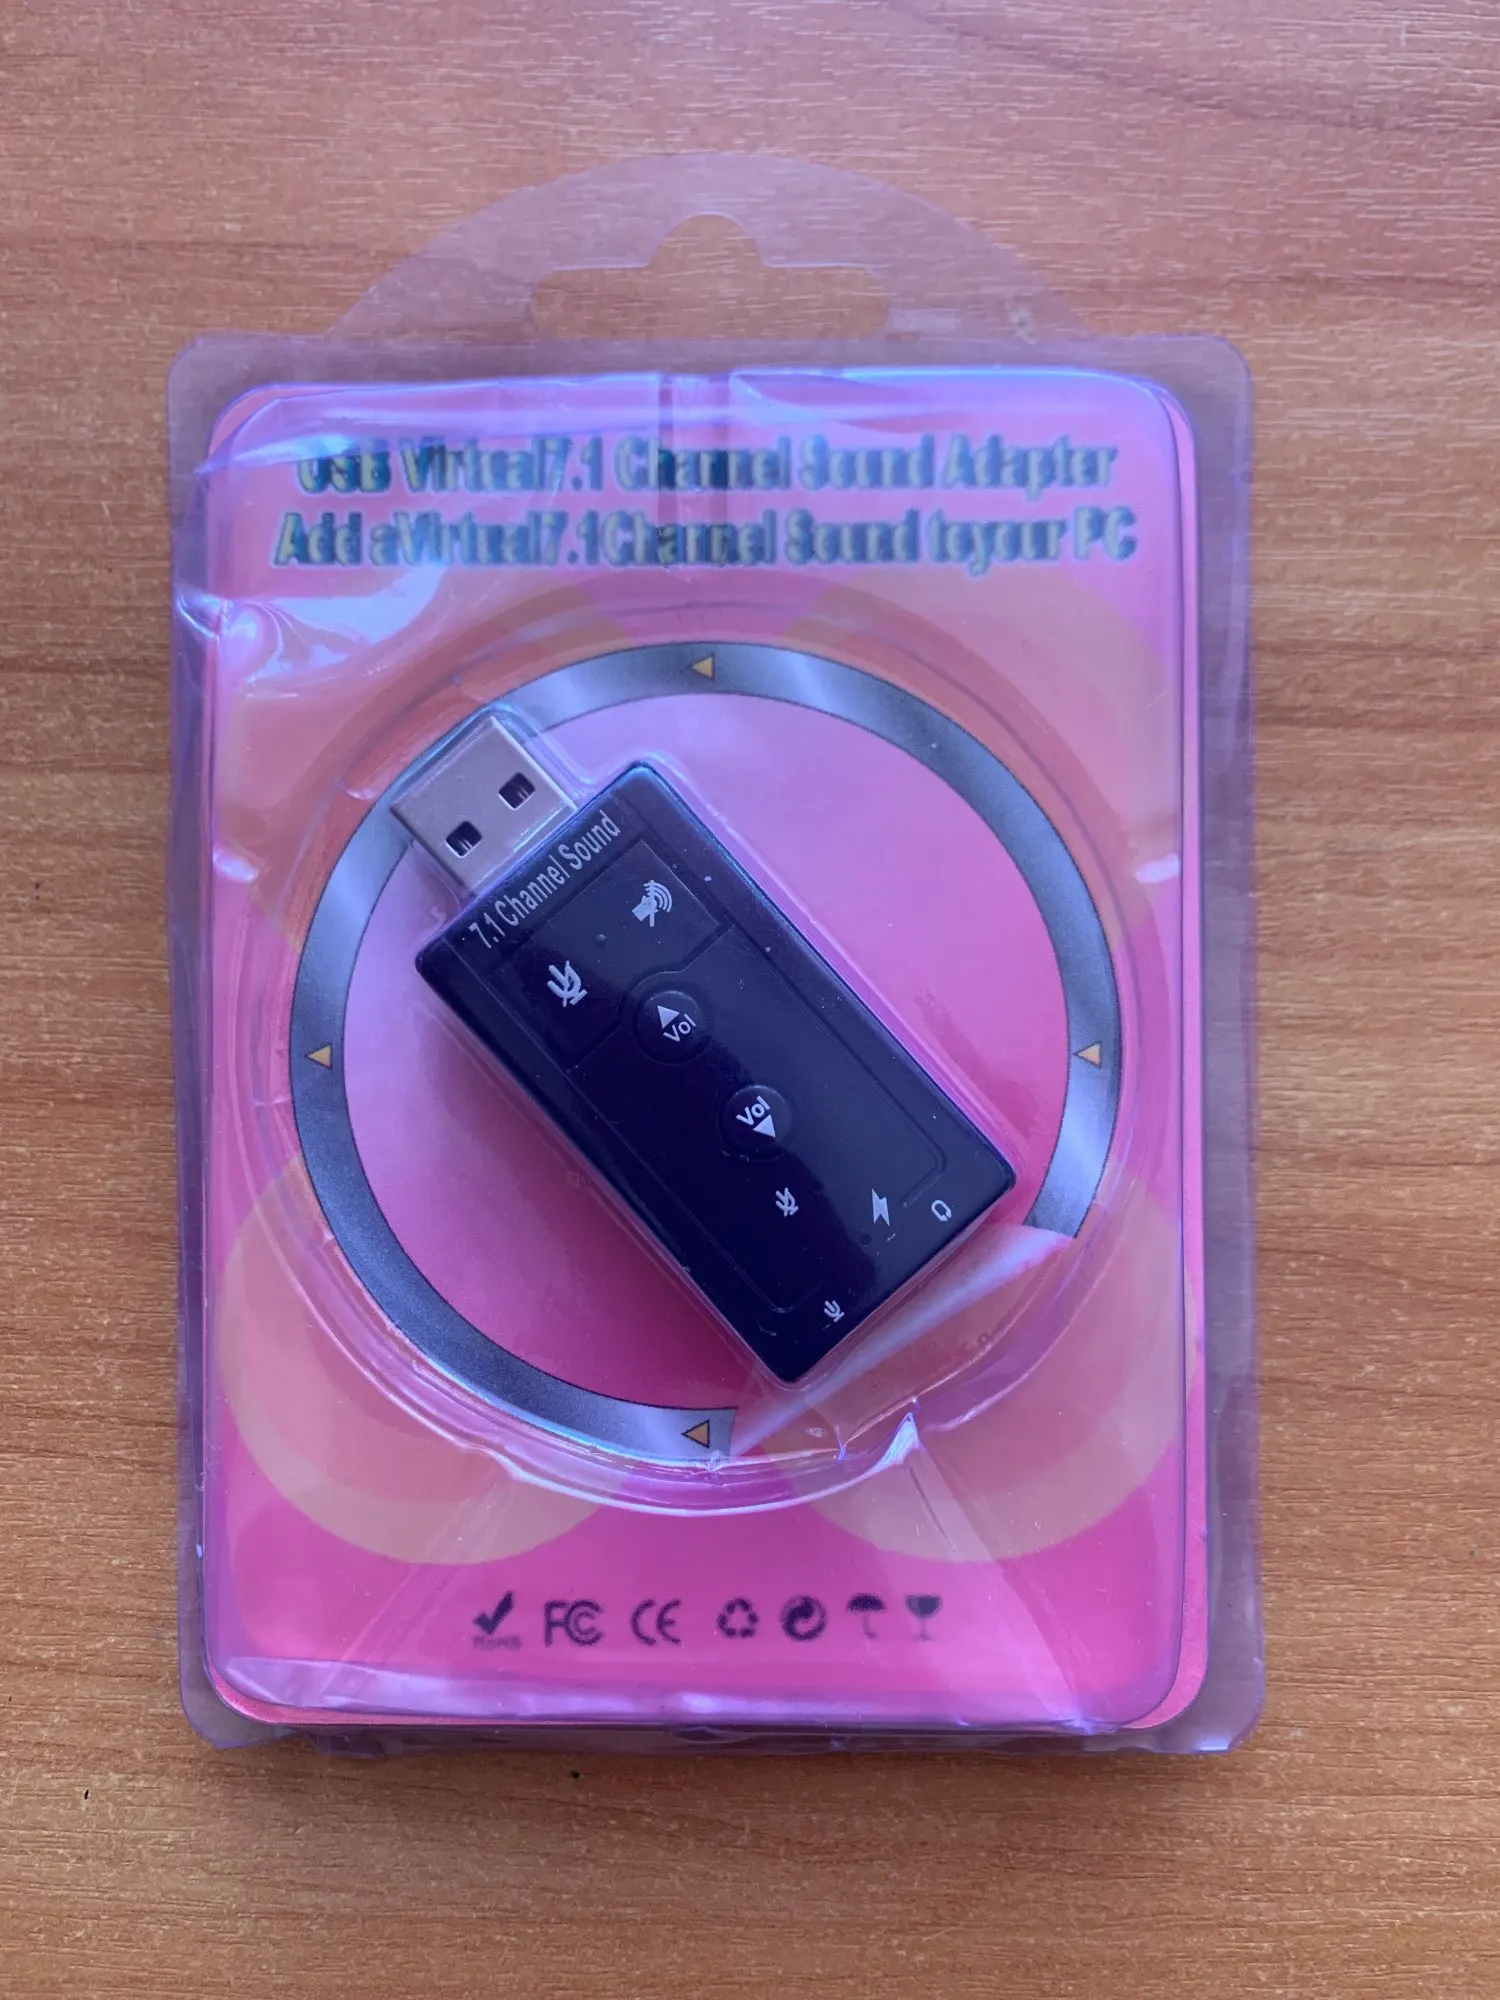 USB Virtual7.1 Channel Sound Adapter
Add aVirtual7.1Channel Sound toyour PC
7.1 Channel Sound
Vol
Vol
RoHS
FC
CE